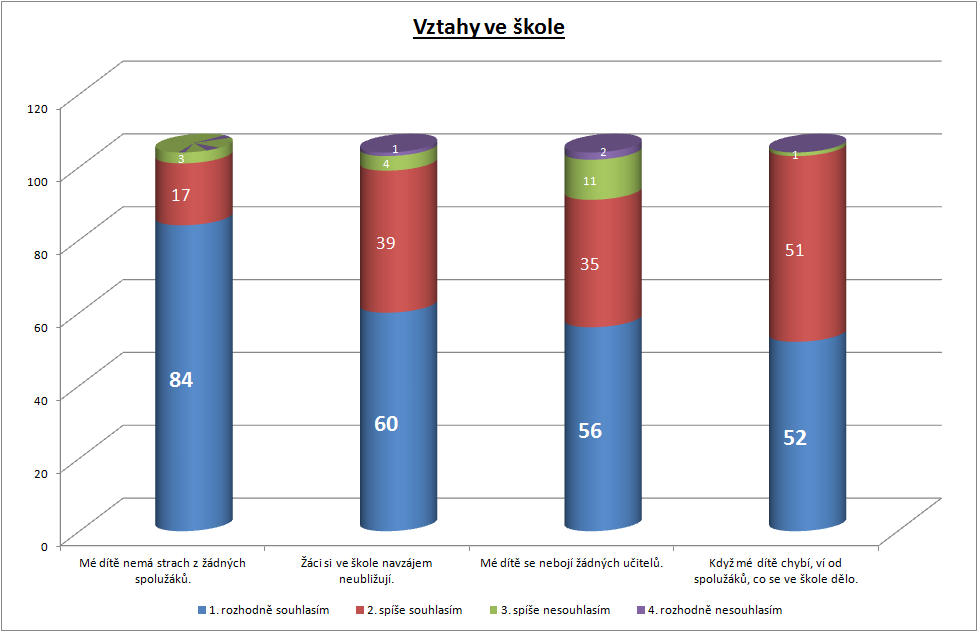 Vztahy ve škole
120
100
80
60
40
20
0
3
17
84
1
4
39
60
2
11
35
56
1
51
52
Mé dítě nemá strach z žádných
spolužáků.
Žáci si ve škole navzájem
neubližují.
Mé dítě se nebojí žádných učitelů.
Když mé dítě chybí, ví od
spolužáků, co se ve škole dělo.
1. rozhodně souhlasím
2. spíše souhlasím
3. spíše nesouhlasím
4. rozhodně nesouhlasím